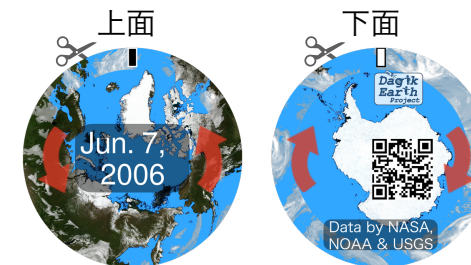 上面
下面
Jun. 7,
2006
Dagik
Earth
Project
Data by NASA,
NOAA & USGS